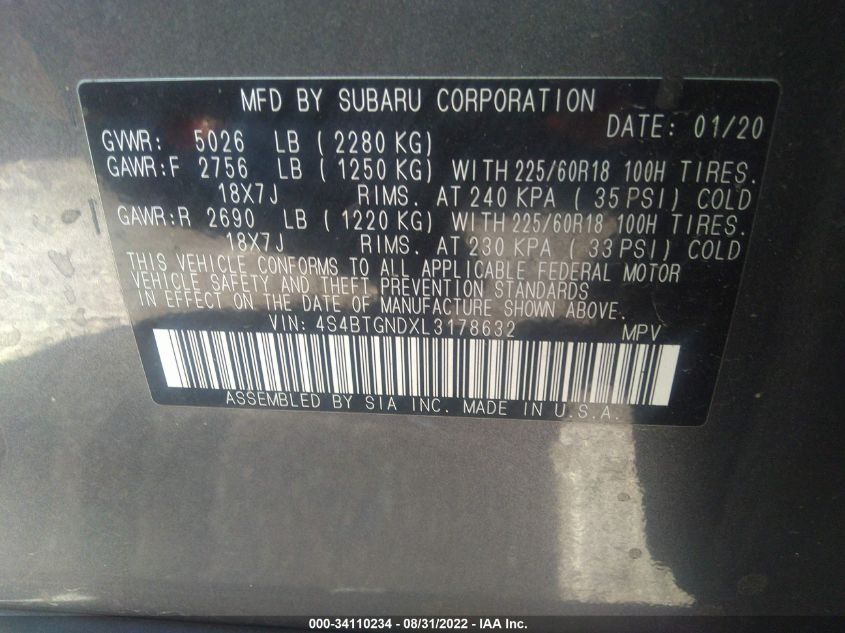 MFD BY SUBARU CORPORATION
DATE: 01/20
GVWR: 5026 LB ( 2280 KG)
GAWR:F 2756 LB ( 1250 KG) WITH 225/60R18 100H TIRES.
18X7J RIMS. AT 240 KPA ( 35 PSI) COLD
GAWR:R 2690 LB ( 1220 KG) WITH 225/60R18 100H TIRES.
18X7J RIMS. AT 230 KPA ( 33 PSI) COLD
THIS VEHICLE CONFORMS TO ALL APPLICABLE FEDERAL MOTOR
VEHICLE SAFETY AND THEFT PREVENTION STANDARDS
IN EFFECT ON THE DATE OF MANUFACTURE SHOWN ABOVE.
VIN: 4S4BTGNDXL3178632 MPV
ASSEMBLED BY SIA INC. MADE IN U.S.A.
000-34110234 - 08/31/2022 - IAA Inc.